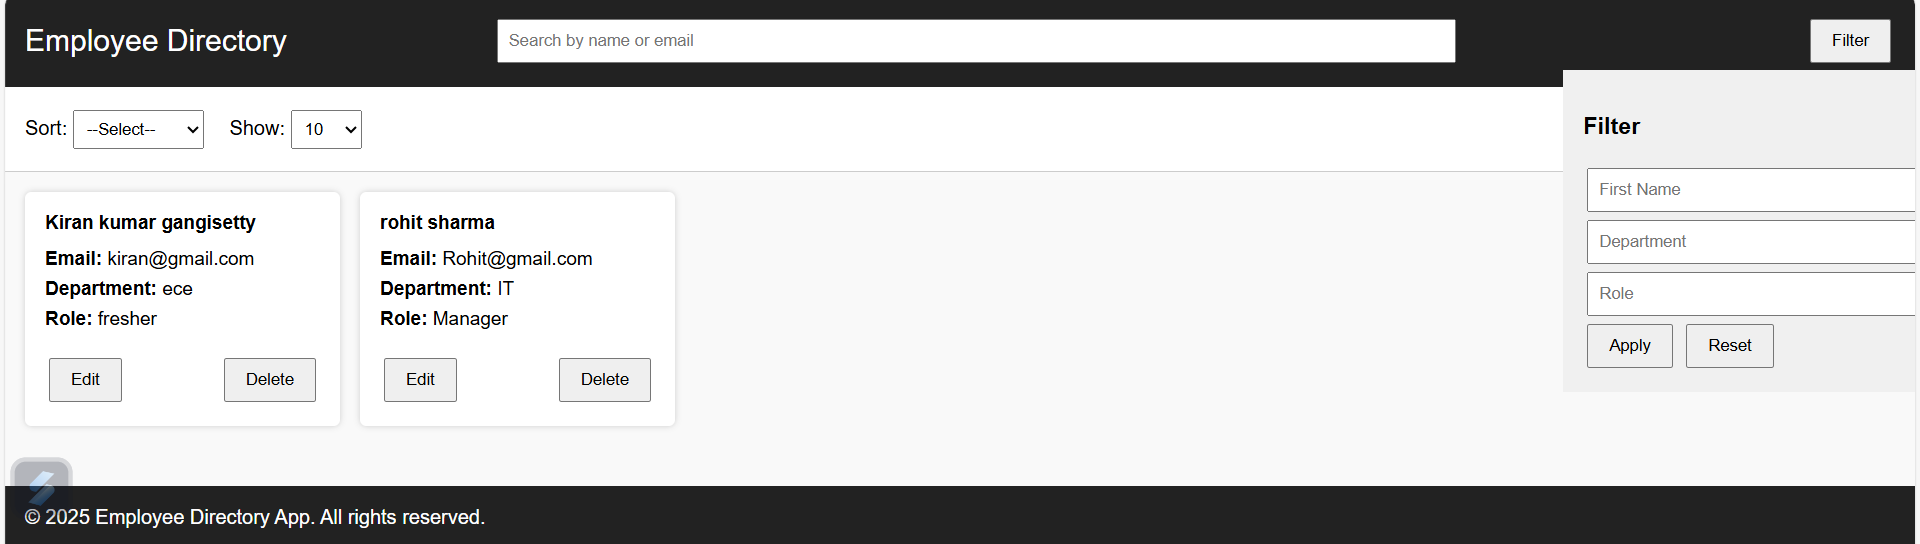 Employee Directory
Search by name or email
Filter
Sort: --Select-- Show: 10
Filter
First Name
Department
Role
Apply Reset
Kiran kumar gangisetty
Email: kiran@gmail.com
Department: ece
Role: fresher
Edit Delete
rohit sharma
Email: Rohit@gmail.com
Department: IT
Role: Manager
Edit Delete
© 2025 Employee Directory App. All rights reserved.